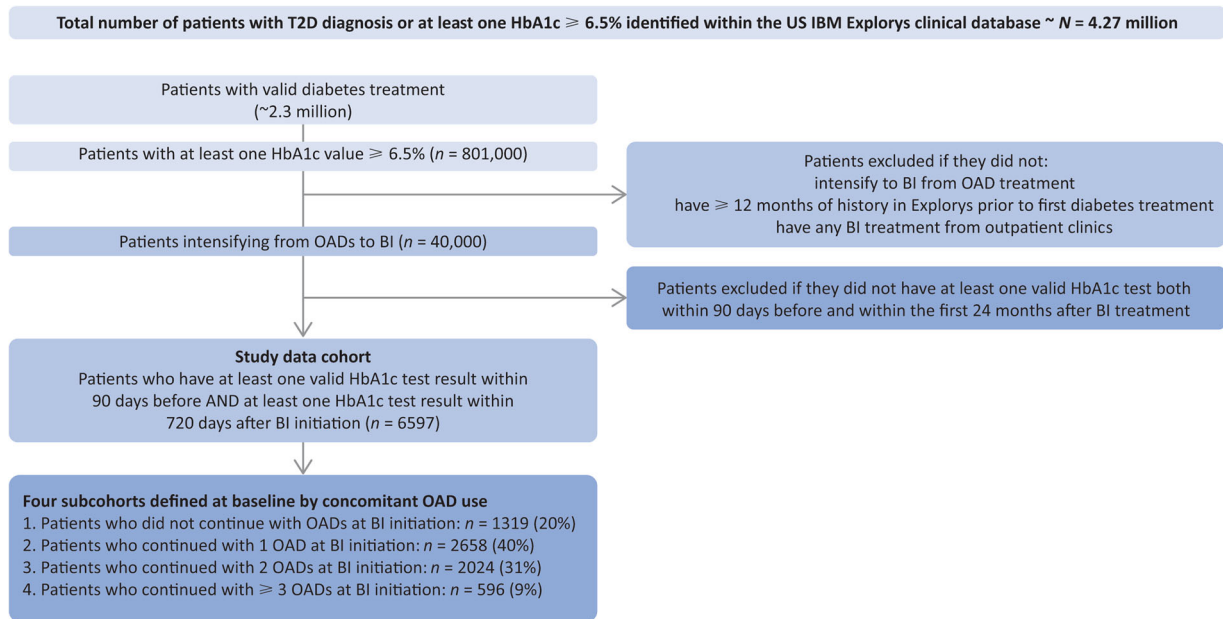 Total number of patients with T2D diagnosis or at least one HbA1c ⩾ 6.5% identified within the US IBM Explorys clinical database ~ N = 4.27 million
Patients with valid diabetes treatment
(~2.3 million)
Patients with at least one HbA1c value ⩾ 6.5% (n = 801,000)
Patients excluded if they did not:
intensify to BI from OAD treatment
have ⩾ 12 months of history in Explorys prior to first diabetes treatment
have any BI treatment from outpatient clinics
Patients intensifying from OADs to BI (n = 40,000)
Patients excluded if they did not have at least one valid HbA1c test both
within 90 days before and within the first 24 months after BI treatment
Study data cohort
Patients who have at least one valid HbA1c test result within
90 days before AND at least one HbA1c test result within
720 days after BI initiation (n = 6597)
Four subcohorts defined at baseline by concomitant OAD use
1. Patients who did not continue with OADs at BI initiation: n = 1319 (20%)
2. Patients who continued with 1 OAD at BI initiation: n = 2658 (40%)
3. Patients who continued with 2 OADs at BI initiation: n = 2024 (31%)
4. Patients who continued with ⩾ 3 OADs at BI initiation: n = 596 (9%)